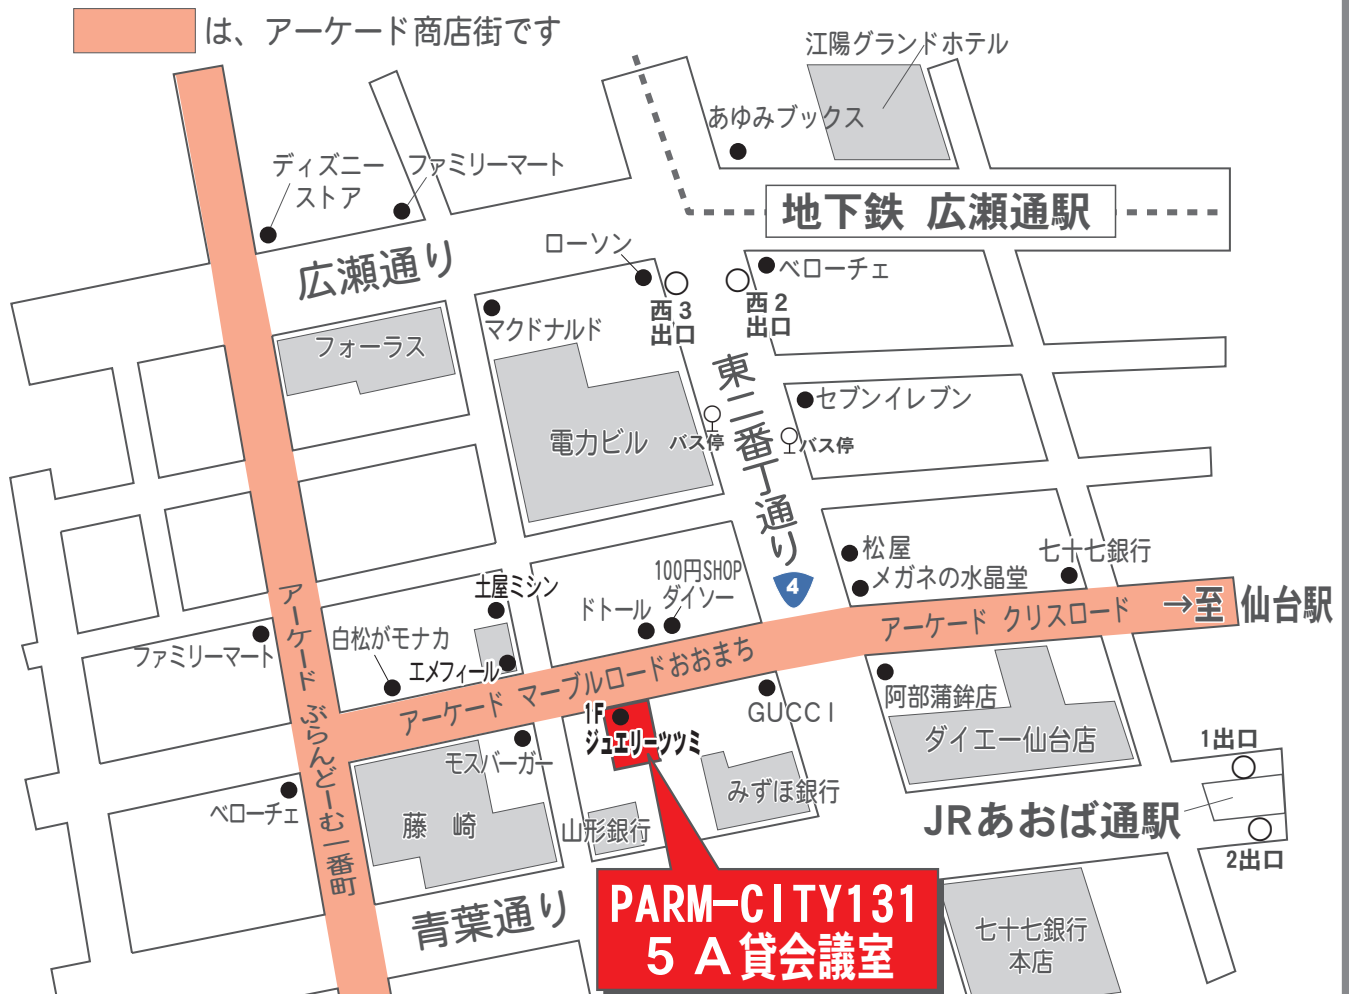 は、アーケード商店街です
江陽グランドホテル
あゆみブックス
ディズニー
ストア
ファミリーマート
地下鉄 広瀬通駅
広瀬通り
ローソン
ベローチェ
西3
出口
西2
出口
マクドナルド
フォーラス
東二番丁通り
セブンイレブン
電力ビル
バス停
バス停
松屋
七十七銀行
メガネの水晶堂
100円SHOP
ダイソー
4
土屋ミシン
ドトール
アーケード クリスロード
→至 仙台駅
アーケード ぶらんどーむ一番町
ファミリーマート
白松がモナカ
エメフィール
アーケード マーブルロードおおまち
阿部蒲鉾店
GUCCI
1F
ジュエリーツツミ
ダイエー仙台店
1出口
モスバーガー
みずほ銀行
ベローチェ
藤崎
山形銀行
JRあおば通駅
2出口
青葉通り
PARM-CITY131
5A貸会議室
七十七銀行
本店